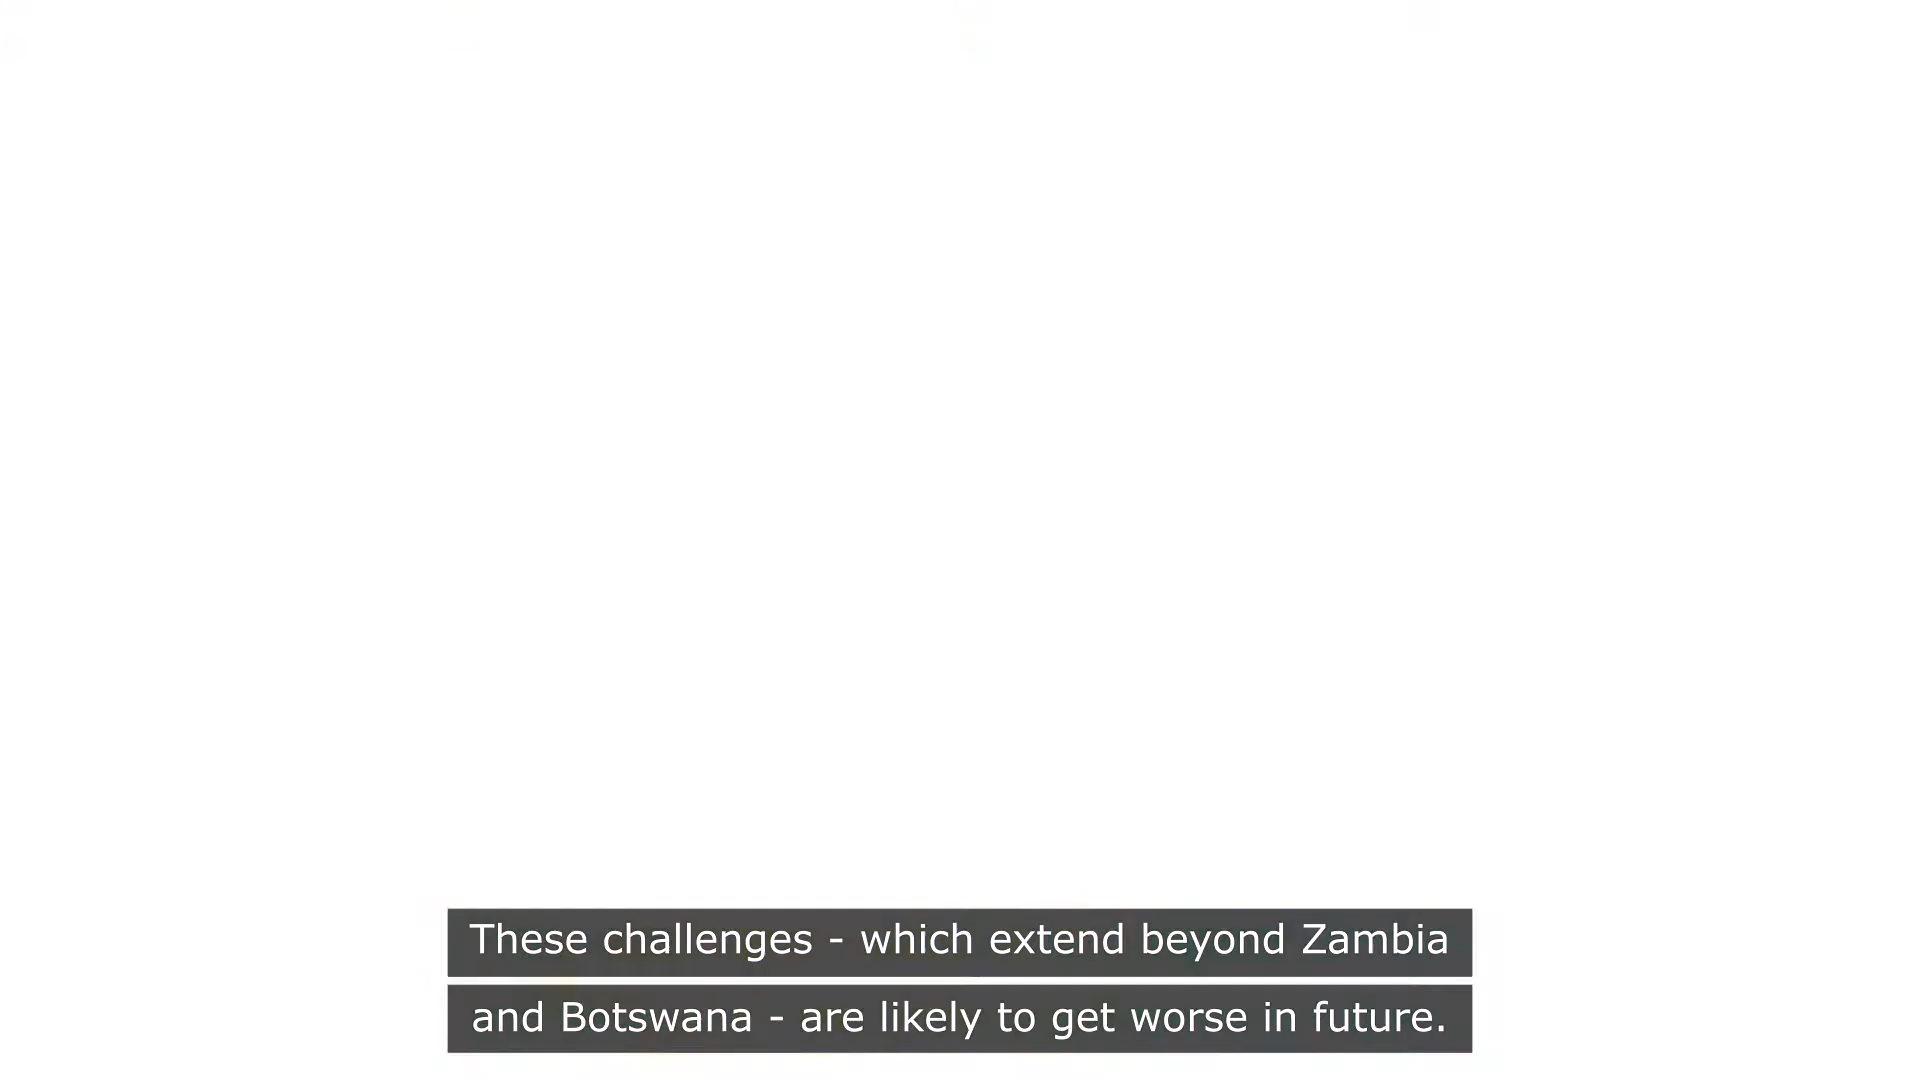 These challenges - which extend beyond Zambia
and Botswana - are likely to get worse in future.